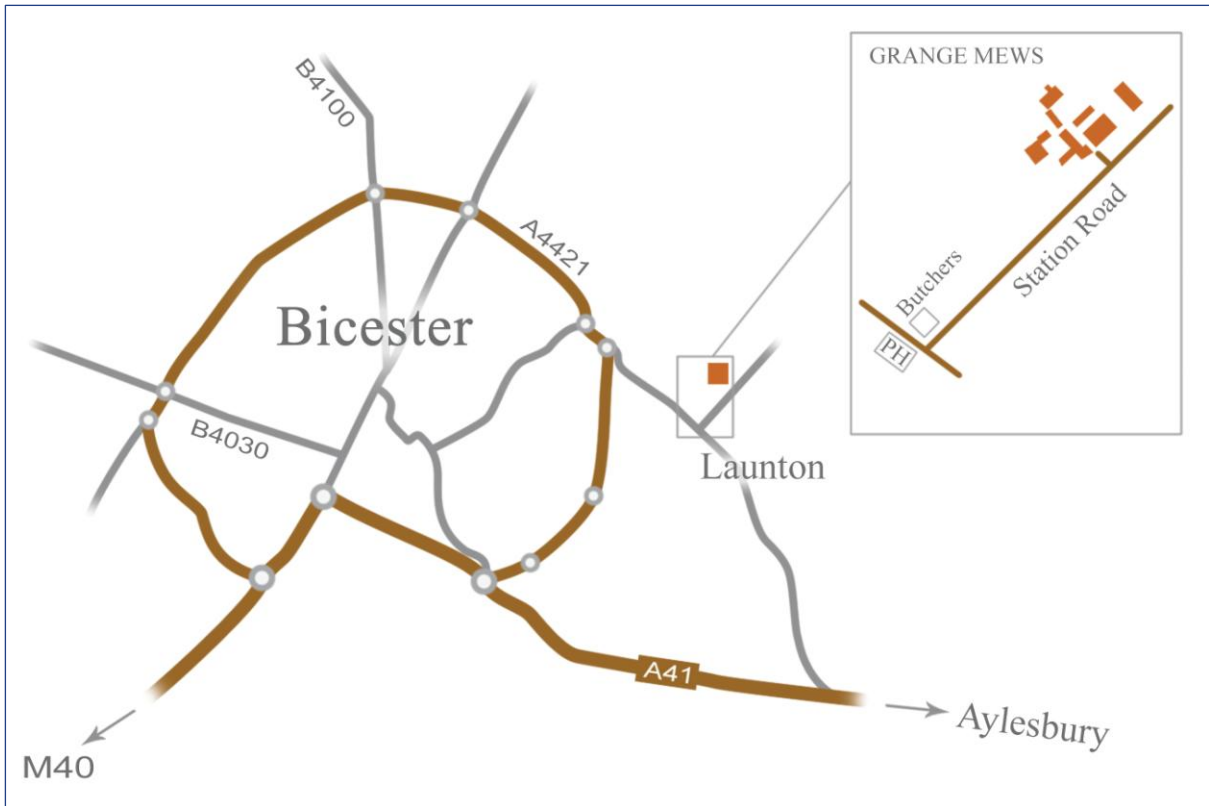 GRANGE MEWS
B4100
A4421
Station Road
Butchers
PH
Bicester
B4030
Launton
A41
Aylesbury
M40